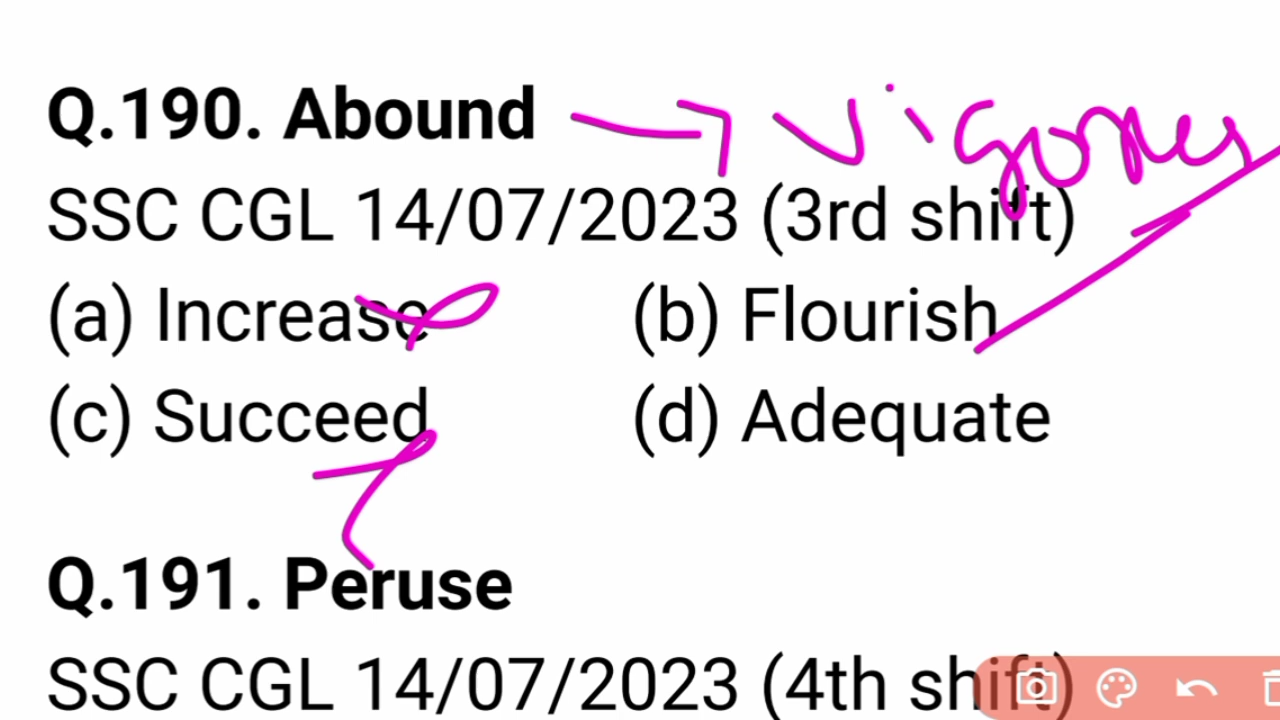 Q.190. Abound
SSC CGL 14/07/2023 (3rd shift)
(a) Increase (b) Flourish
(c) Succeed (d) Adequate
Q.191. Peruse
SSC CGL 14/07/2023 (4th shift)